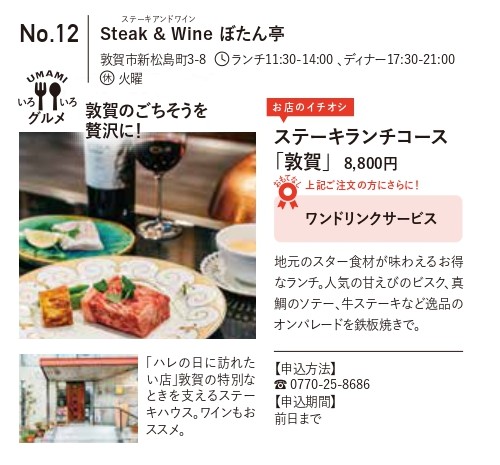 No.12
ステーキアンドワイン
Steak & Wine ぼたん亭
敦賀市新松島町3-8 ランチ11:30-14:00 、ディナー17:30-21:00
休 火曜
UMAMI
いろいろ
グルメ
敦賀のごちそうを
贅沢に!
お店のイチオシ
ステーキランチコース
「敦賀」 8,800円
おもてなし
上記ご注文の方にさらに!
ワンドリンクサービス
地元のスター食材が味わえるお得
なランチ。人気の甘えびのビスク、真
鯛のソテー、牛ステーキなど逸品の
オンパレードを鉄板焼きで。
「ハレの日に訪れた
い店」敦賀の特別な
ときを支えるステー
キハウス。ワインもお
ススメ。
【申込方法】
☎ 0770-25-8686
【申込期間】
前日まで